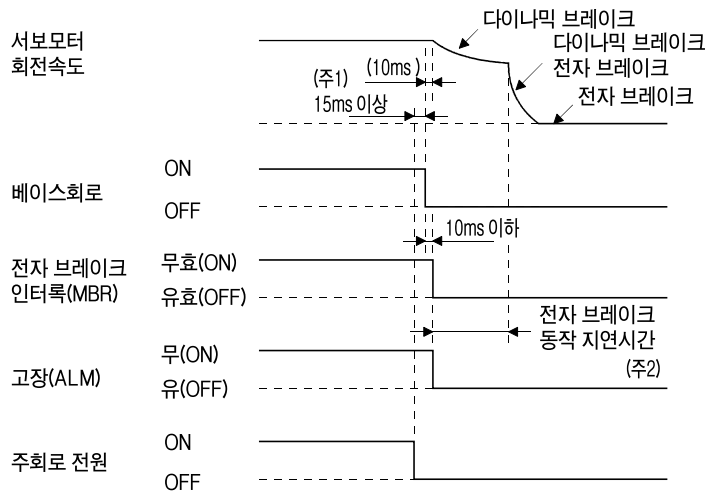 서보모터
회전속도
다이나믹 브레이크
다이나믹 브레이크
전자 브레이크
전자 브레이크
(주1)
(10ms)
15ms 이상
베이스회로
ON
OFF
10ms 이하
전자 브레이크
인터록(MBR)
무효(ON)
유효(OFF)
전자 브레이크
동작 지연시간
(주2)
고장(ALM)
무(ON)
유(OFF)
주회로 전원
ON
OFF